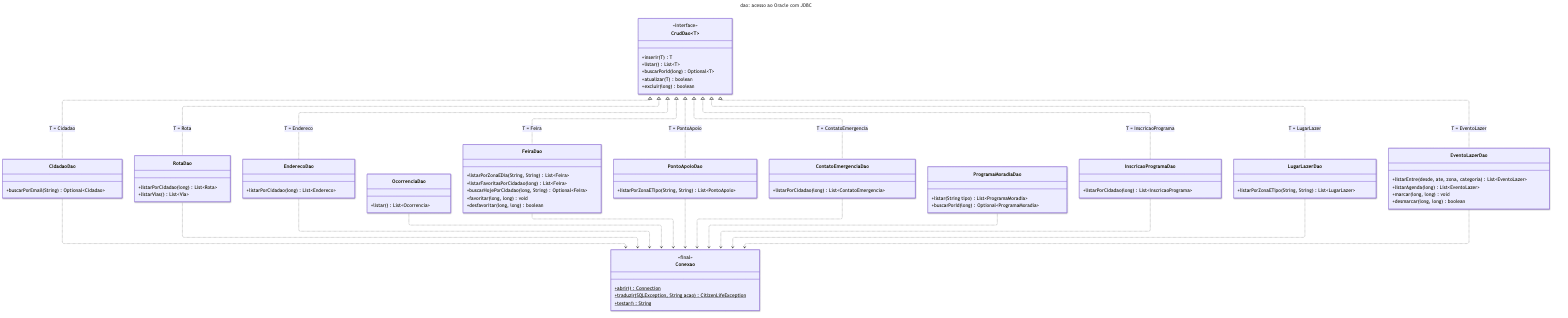 dao: acesso ao Oracle com JDBC
«interface»
CrudDao<T>
+inserir(T) : T
+listar() : List<T>
+buscarPorId(long) : Optional<T>
+atualizar(T) : boolean
+excluir(long) : boolean
T = Cidadao
T = Rota
T = Endereco
T = Feira
T = PontoApoio
T = ContatoEmergencia
T = InscricaoPrograma
T = LugarLazer
T = EventoLazer
CidadaoDao
+buscarPorEmail(String) : Optional<Cidadao>
RotaDao
+listarPorCidadao(long) : List<Rota>
+listarVias() : List<Via>
EnderecoDao
+listarPorCidadao(long) : List<Endereco>
OcorrenciaDao
+listar() : List<Ocorrencia>
FeiraDao
+listarPorZonaEDia(String, String) : List<Feira>
+listarFavoritasPorCidadao(long) : List<Feira>
+buscarHojePorCidadao(long, String) : Optional<Feira>
+favoritar(long, long) : void
+desfavoritar(long, long) : boolean
PontoApoioDao
+listarPorZonaETipo(String, String) : List<PontoApoio>
ContatoEmergenciaDao
+listarPorCidadao(long) : List<ContatoEmergencia>
ProgramaMoradiaDao
+listar(String tipo) : List<ProgramaMoradia>
+buscarPorId(long) : Optional<ProgramaMoradia>
InscricaoProgramaDao
+listarPorCidadao(long) : List<InscricaoPrograma>
LugarLazerDao
+listarPorZonaETipo(String, String) : List<LugarLazer>
EventoLazerDao
+listarEntre(desde, ate, zona, categoria) : List<EventoLazer>
+listarAgenda(long) : List<EventoLazer>
+marcar(long, long) : void
+desmarcar(long, long) : boolean
«final»
Conexao
+abrir() : Connection
+traduzir(SQLException, String acao) : CitizenLifeException
+testar() : String